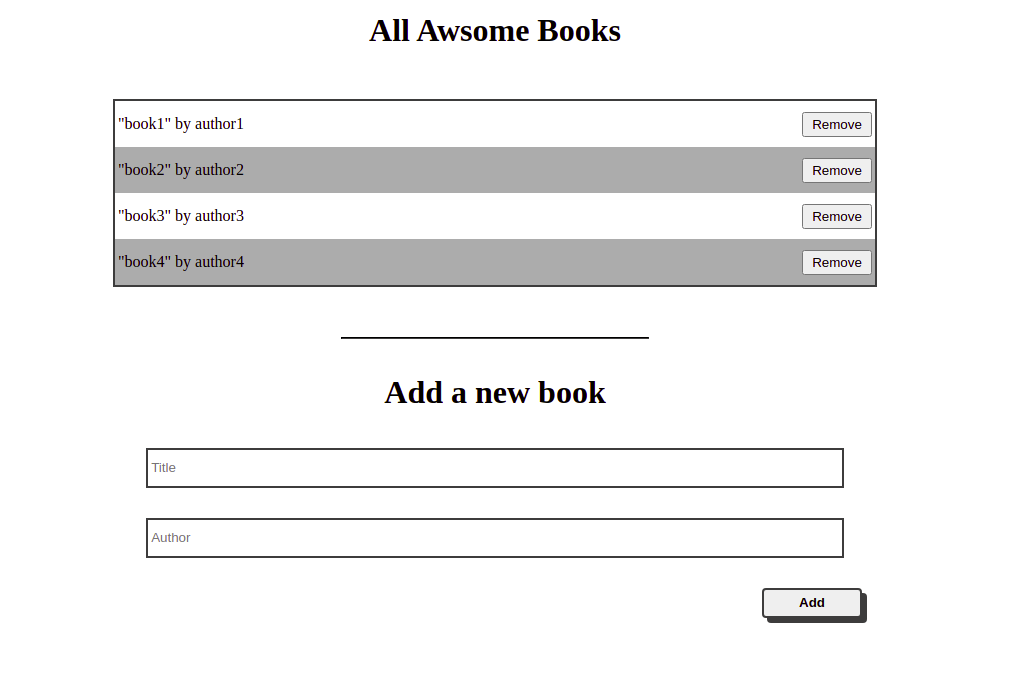 All Awsome Books
"book1" by author1 Remove
"book2" by author2 Remove
"book3" by author3 Remove
"book4" by author4 Remove
Add a new book
Title
Author
Add